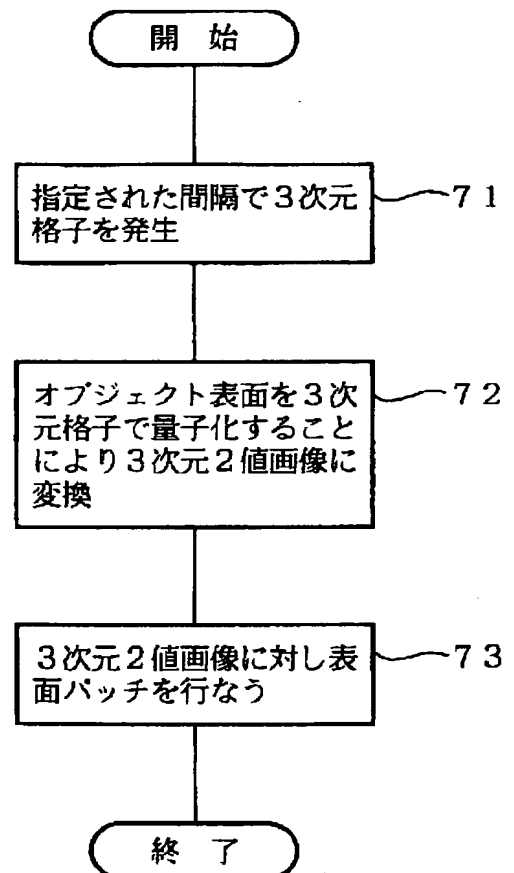 開 始
指定された間隔で３次元
格子を発生
７１
オブジェクト表面を３次
元格子で量子化すること
により３次元２値画像に
変換
７２
３次元２値画像に対し表
面パッチを行なう
７３
終 了